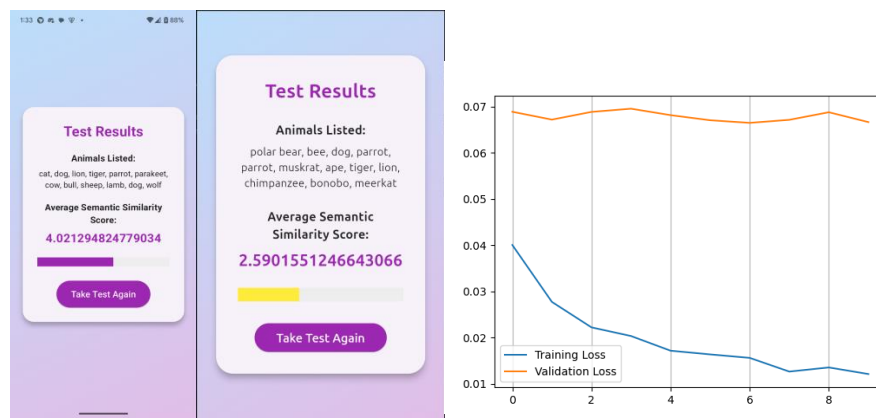 1:33
88%
Test Results
Animals Listed:
cat, dog, lion, tiger, parrot, parakeet,
cow, bull, sheep, lamb, dog, wolf
Average Semantic Similarity
Score:
4.021294824779034
Take Test Again
Test Results
Animals Listed:
polar bear, bee, dog, parrot,
parrot, muskrat, ape, tiger, lion,
chimpanzee, bonobo, meerkat
Average Semantic
Similarity Score:
2.5901551246643066
Take Test Again
0.07
0.06
0.05
0.04
0.03
0.02
0.01
Training Loss
Validation Loss
0 2 4 6 8